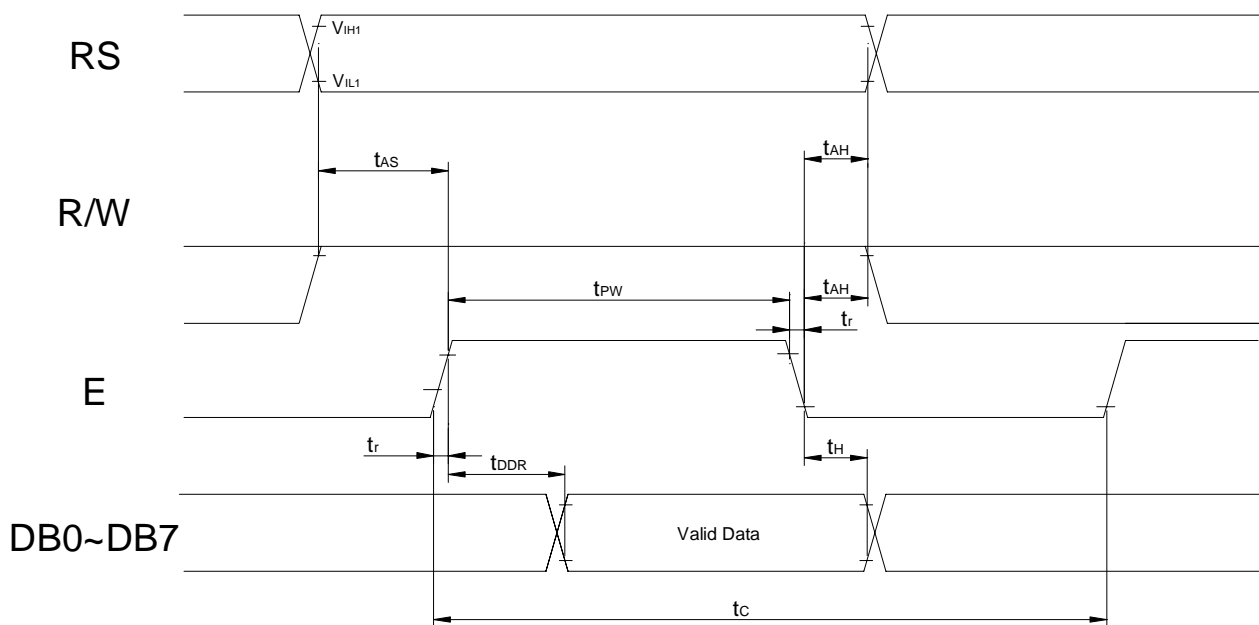 RS
VIH1
VIL1
tAS
tAH
R/W
tPW
tAH
tr
E
tr
tDDR
tH
DB0~DB7
Valid Data
tC